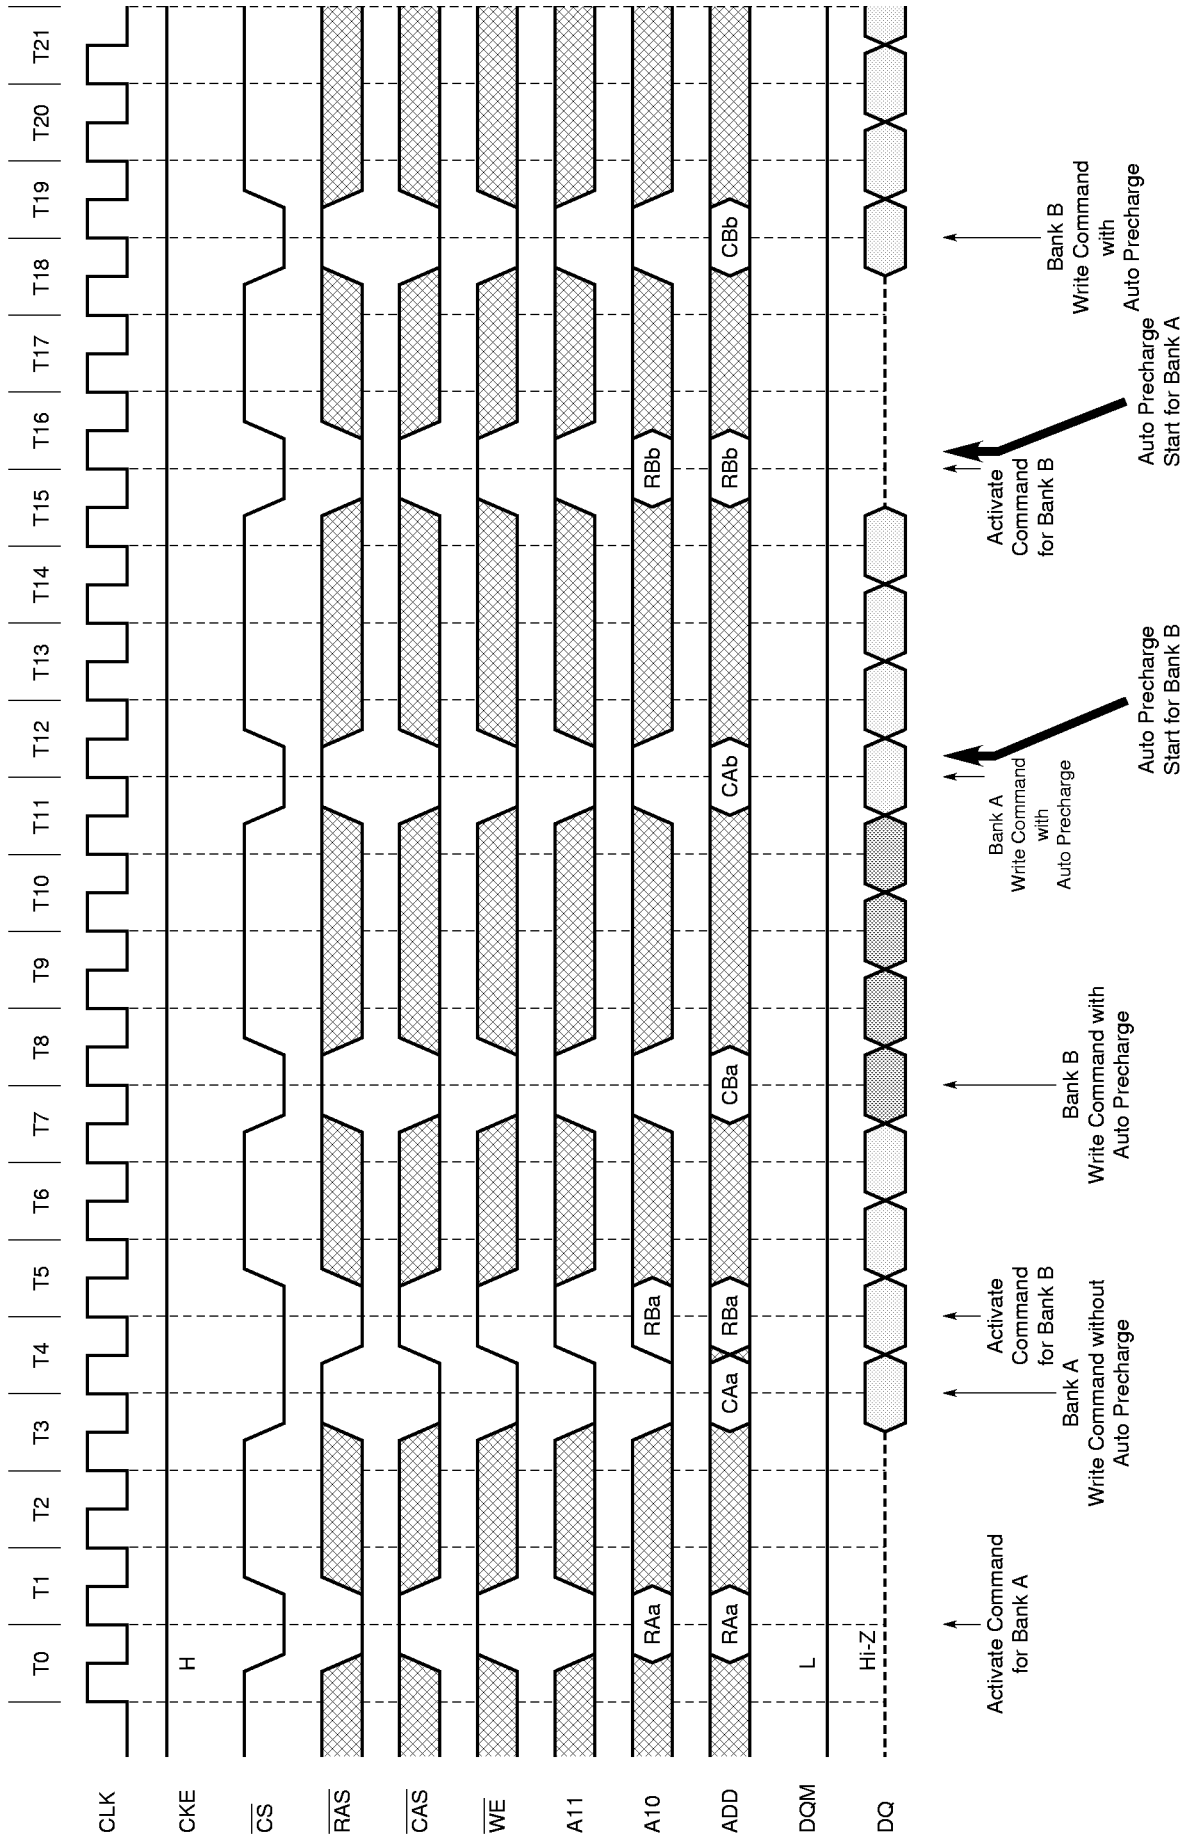 T0 T1 T2 T3 T4 T5 T6 T7 T8 T9 T10 T11 T12 T13 T14 T15 T16 T17 T18 T19 T20 T21
CLK
CKE H
CS
RAS
CAS
WE
A11
A10 RAa RBa RBb
ADD RAa CAa RBa CBa CAb RBb CBb
DQM L
DQ Hi-Z
Activate Command
for Bank A
Bank A
Write Command without
Auto Precharge
Activate
Command
for Bank B
Bank B
Write Command with
Auto Precharge
Bank A
Write Command
with
Auto Precharge
Auto Precharge
Start for Bank B
Activate
Command
for Bank B
Auto Precharge
Start for Bank A
Bank B
Write Command
with
Auto Precharge